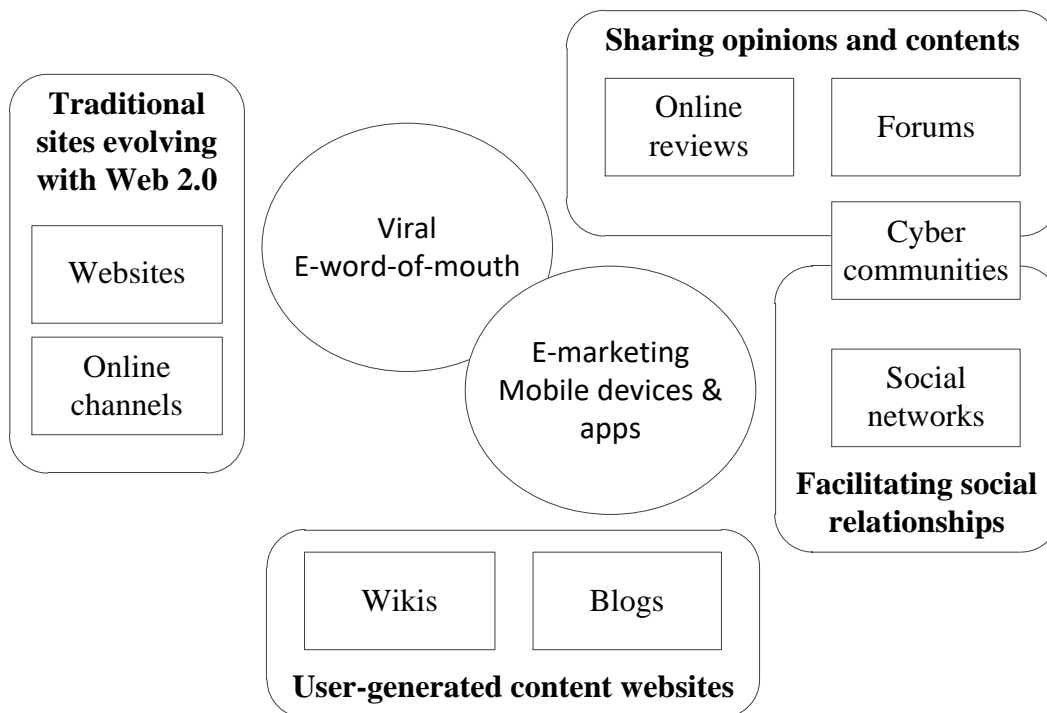 Sharing opinions and contents
Online
reviews
Forums
Traditional
sites evolving
with Web 2.0
Websites
Online
channels
Viral
E-word-of-mouth
E-marketing
Mobile devices &
apps
Cyber
communities
Social
networks
Facilitating social
relationships
Wikis
Blogs
User-generated content websites